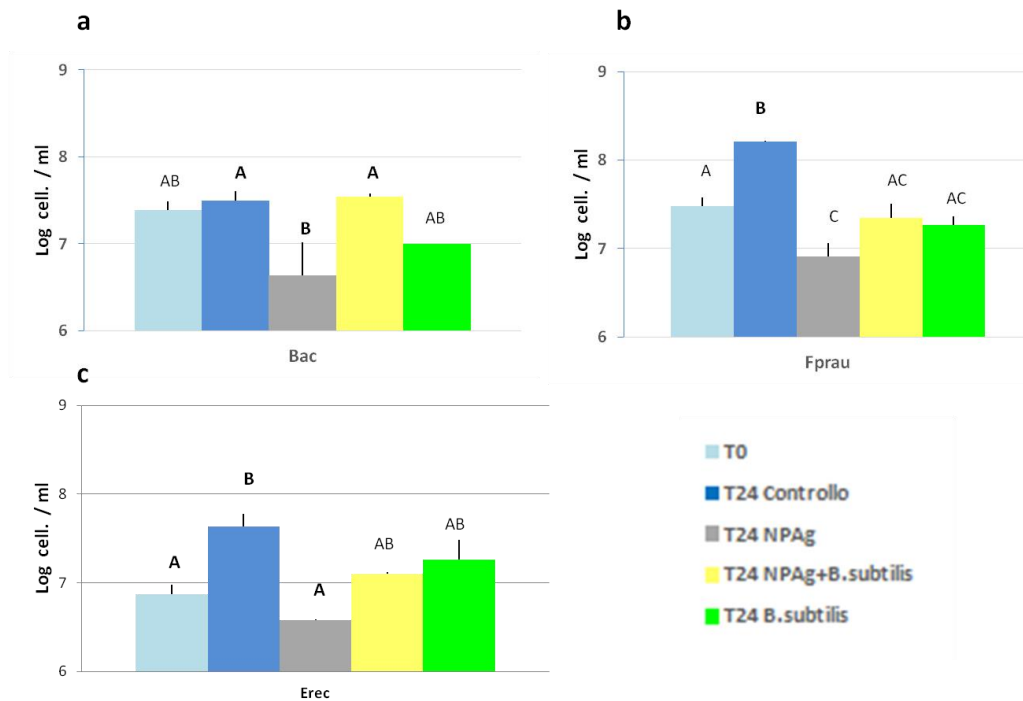 a
9
8
7
6
Log cell. / ml
AB
A
B
A
AB
Bac
b
9
8
7
6
Log cell. / ml
A
B
C
AC
AC
Fprau
c
9
8
7
6
Log cell. / ml
A
B
A
AB
AB
Erec
T0
T24 Controllo
T24 NPAg
T24 NPAg+B.subtilis
T24 B.subtilis